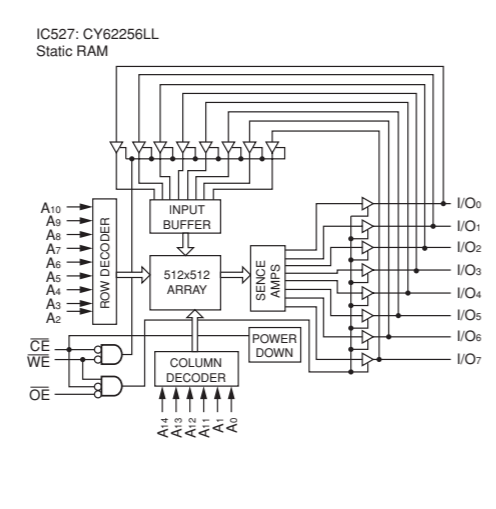 IC527: CY62256LL
Static RAM
INPUT
BUFFER
A10
A9
A8
A7
A6
A5
A4
A3
A2
ROW DECODER
512x512
ARRAY
SENCE
AMPS
I/O0
I/O1
I/O2
I/O3
I/O4
I/O5
I/O6
I/O7
CE
WE
OE
COLUMN
DECODER
POWER
DOWN
A14
A13
A12
A11
A1
A0